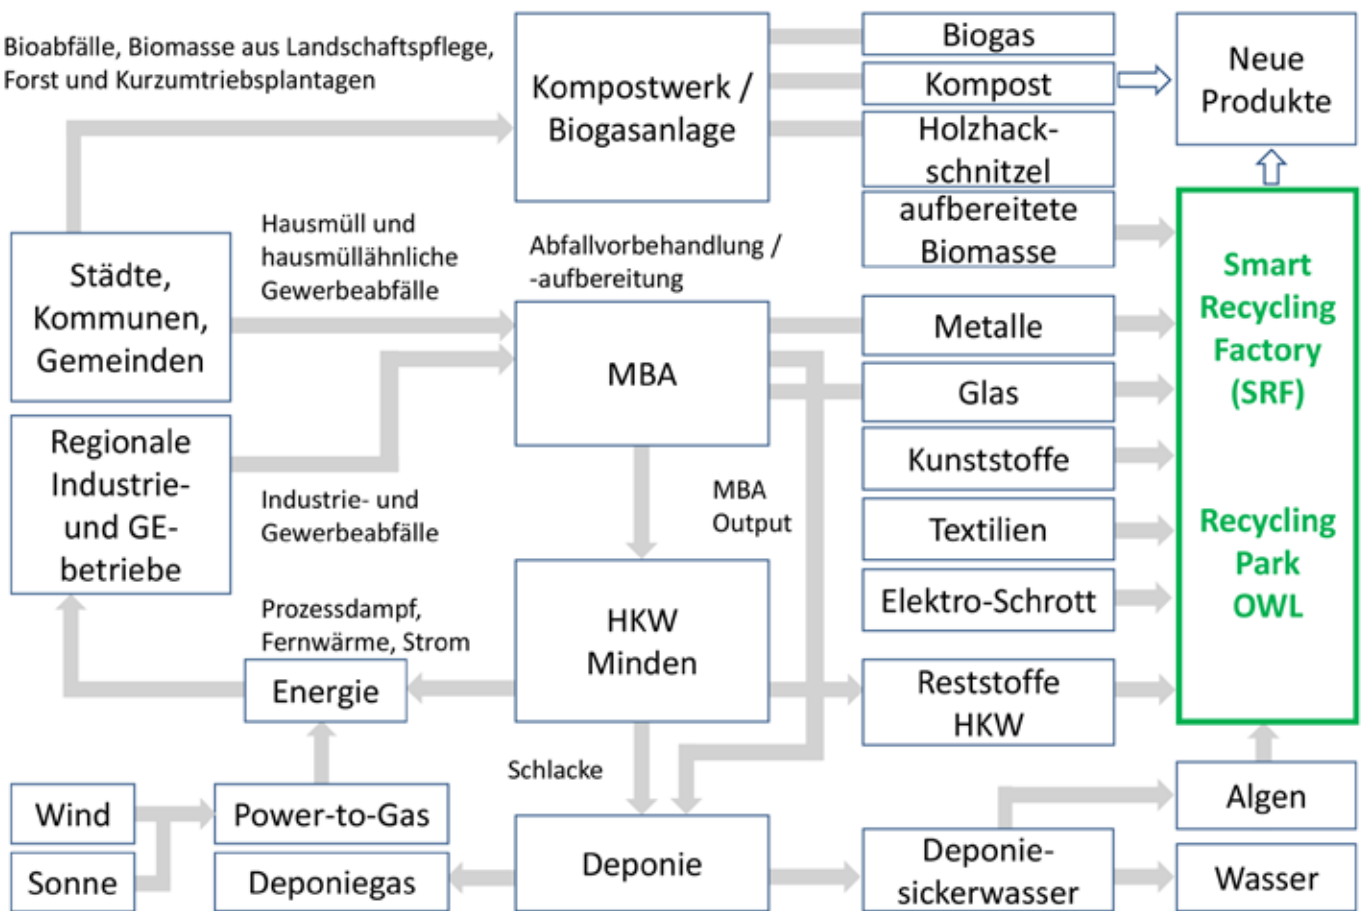 Bioabfälle, Biomasse aus Landschaftspflege,
Forst und Kurzumtriebsplantagen
Kompostwerk /
Biogasanlage
Biogas
Kompost
Holzhack-
schnitzel
aufbereitete
Biomasse
Neue
Produkte
Städte,
Kommunen,
Gemeinden
Hausmüll und
hausmüllähnliche
Gewerbeabfälle
Abfallvorbehandlung /
-aufbereitung
MBA
Metalle
Glas
Kunststoffe
Textilien
Elektro-Schrott
Smart
Recycling
Factory
(SRF)
Recycling
Park
OWL
Regionale
Industrie-
und GE-
betriebe
Industrie- und
Gewerbeabfälle
MBA
Output
Prozessdampf,
Fernwärme, Strom
Energie
HKW
Minden
Reststoffe
HKW
Schlacke
Wind
Sonne
Power-to-Gas
Deponiegas
Deponie
Deponie-
sickerwasser
Algen
Wasser